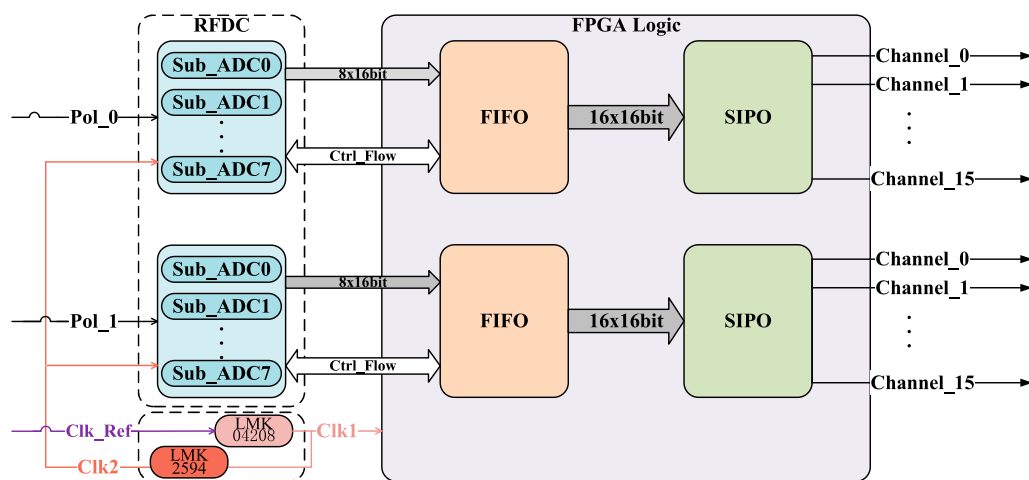 RFDC
FPGA Logic
Sub_ADC0
Sub_ADC1
Sub_ADC7
Pol_0
8x16bit
Ctrl_Flow
FIFO
16x16bit
SIPO
Channel_0
Channel_1
Channel_15
Sub_ADC0
Sub_ADC1
Sub_ADC7
Pol_1
8x16bit
Ctrl_Flow
FIFO
16x16bit
SIPO
Channel_0
Channel_1
Channel_15
Clk_Ref
LMK
04208
Clk1
Clk2
LMK
2594